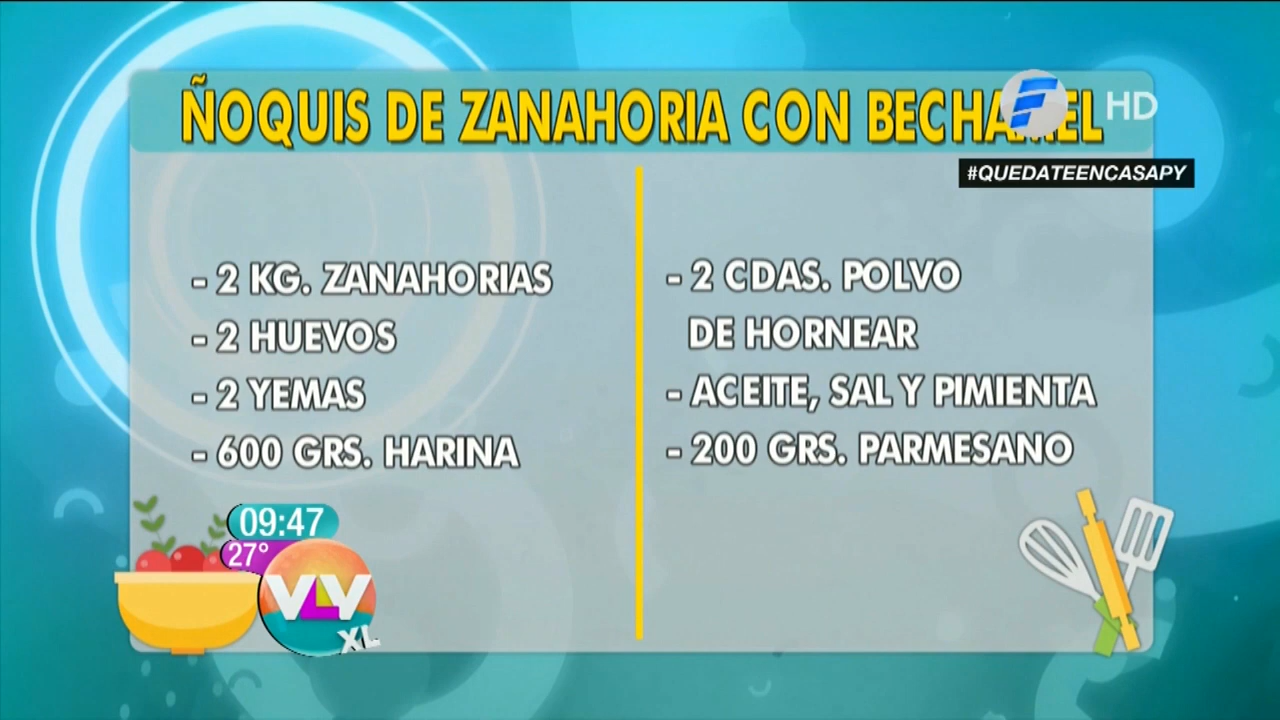 ÑOQUIS DE ZANAHORIA CON BECHAMEL
HD
#QUEDATEENCASAPY
- 2 KG. ZANAHORIAS
- 2 HUEVOS
- 2 YEMAS
- 600 GRS. HARINA
- 2 CDAS. POLVO
DE HORNEAR
- ACEITE, SAL Y PIMIENTA
- 200 GRS. PARMESANO
09:47
27°
VLV
XL